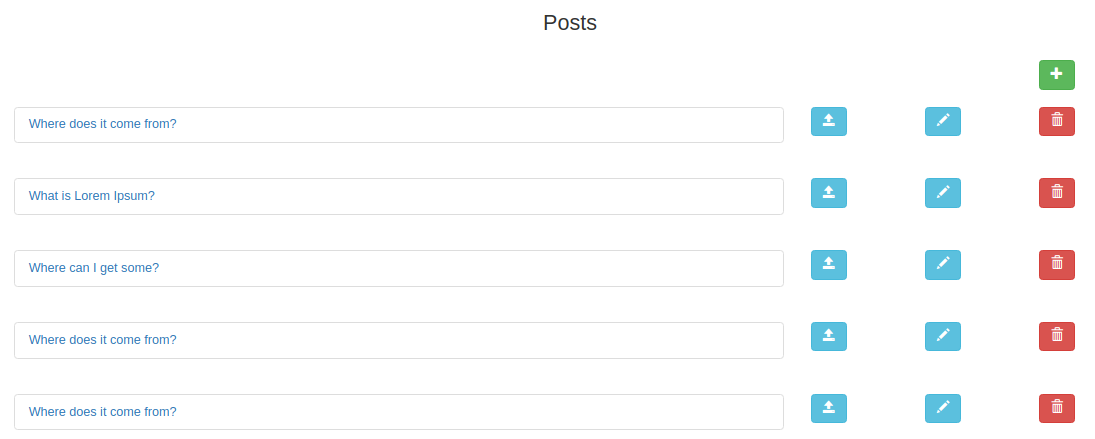 Posts
Where does it come from?
What is Lorem Ipsum?
Where can I get some?
Where does it come from?
Where does it come from?